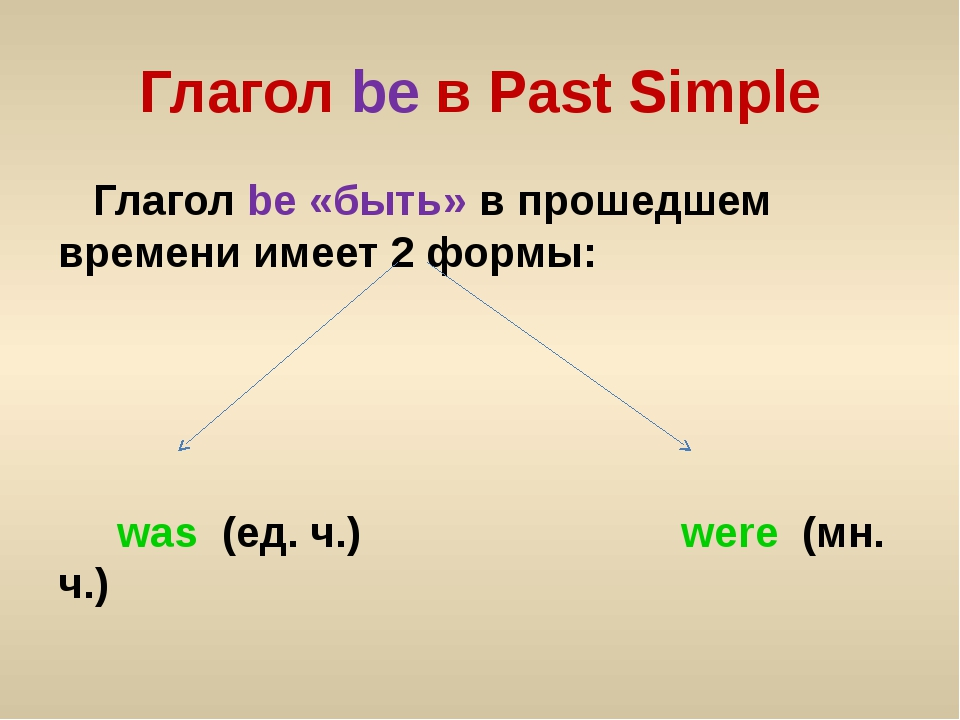 Глагол be в Past Simple
Глагол be «быть» в прошедшем
времени имеет 2 формы:
was (ед. ч.) were (мн.
ч.)